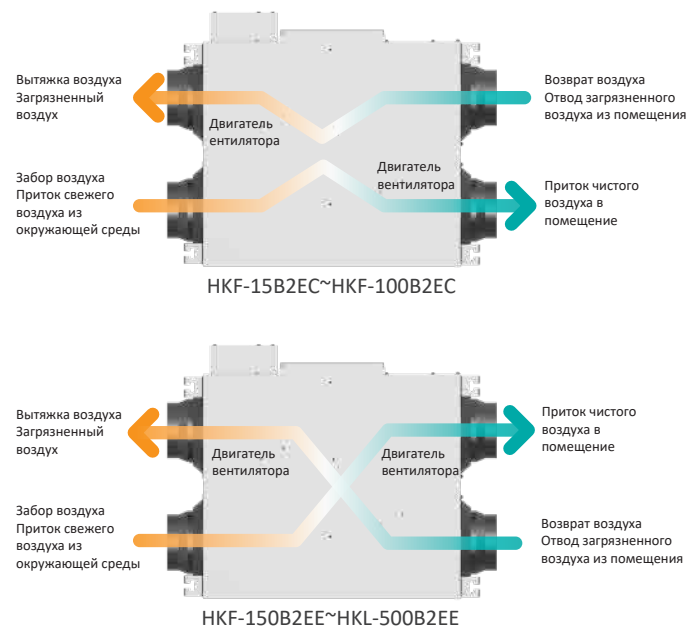 Вытяжка воздуха
Загрязненный
воздух
Двигатель
ентилятора
Возврат воздуха
Отвод загрязненного
воздуха из помещения
Забор воздуха
Приток свежего
воздуха из
окружающей среды
Двигатель
вентилятора
Приток чистого
воздуха в
помещение
HKF-15B2EC~HKF-100B2EC
Вытяжка воздуха
Загрязненный
воздух
Двигатель
вентилятора
Двигатель
вентилятора
Приток чистого
воздуха в
помещение
Забор воздуха
Приток свежего
воздуха из
окружающей среды
Возврат воздуха
Отвод загрязненного
воздуха из помещения
HKF-150B2EE~HKL-500B2EE